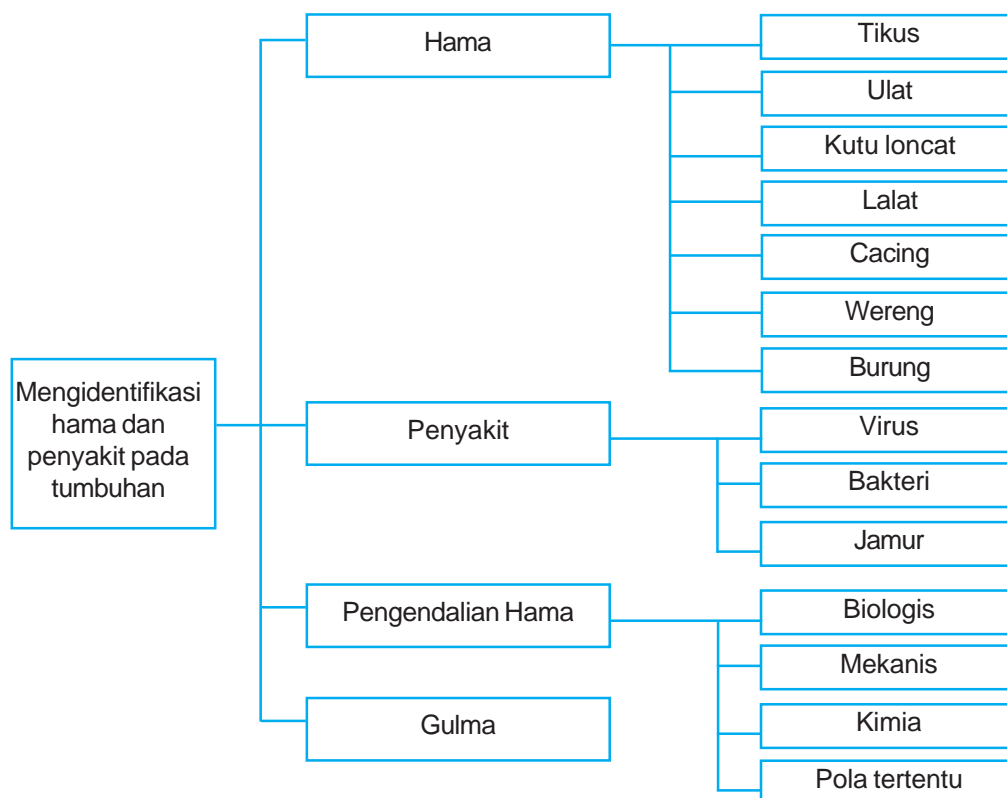 Mengidentifikasi
hama dan
penyakit pada
tumbuhan
Hama
Tikus
Ulat
Kutu loncat
Lalat
Cacing
Wereng
Burung
Penyakit
Virus
Bakteri
Jamur
Pengendalian Hama
Biologis
Mekanis
Kimia
Pola tertentu
Gulma